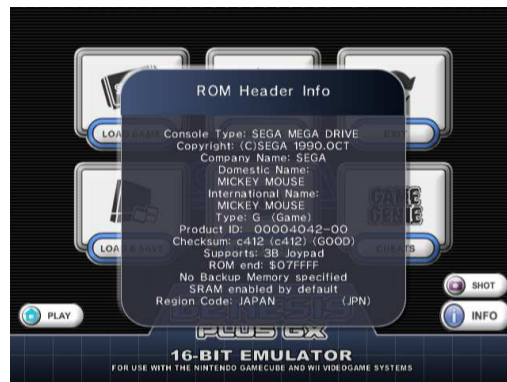 ROM Header Info
LOAD GAME
EXIT
Console Type: SEGA MEGA DRIVE
Copyright: (C)SEGA 1990.OCT
Company Name: SEGA
Domestic Name:
MICKEY MOUSE
International Name:
MICKEY MOUSE
Type: G (Game)
Product ID: 00004042-00
Checksum: c412 (c412) (GOOD)
Supports: 3B Joypad
ROM end: $07FFFF
No Backup Memory specified
SRAM enabled by default
Region Code: JAPAN (JPN)
GAME
GENIE
LOAD & SAVE
CHEATS
SHOT
PLAY
INFO
GENESIS
PLUS GX
16-BIT EMULATOR
FOR USE WITH THE NINTENDO GAMECUBE AND WII VIDEOGAME SYSTEMS